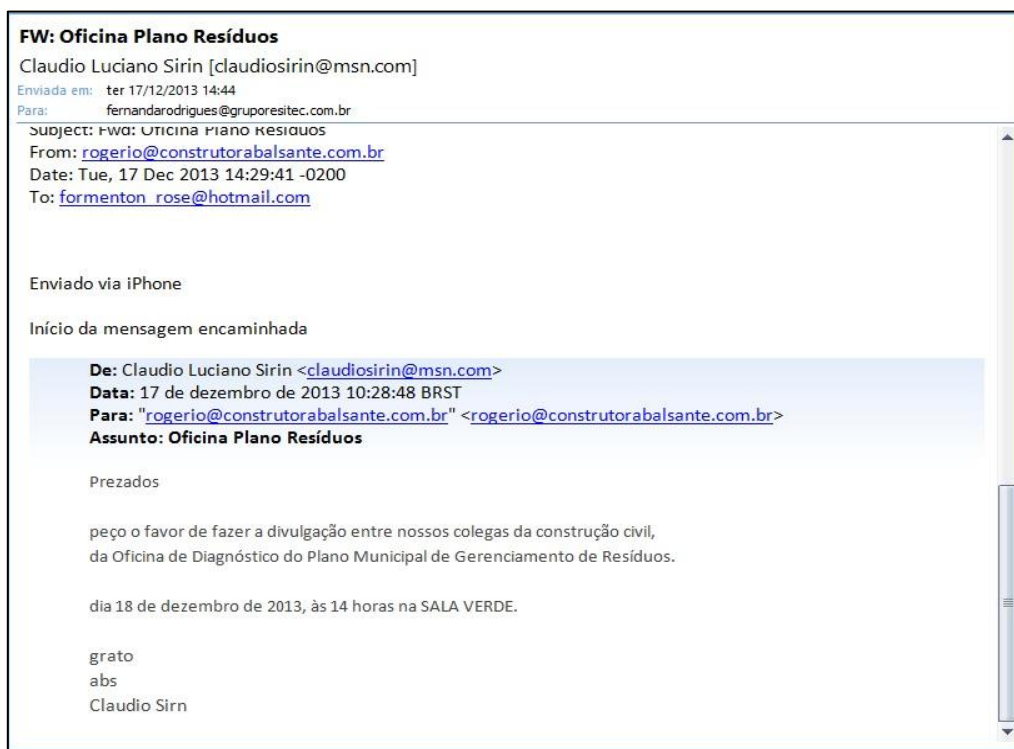 FW: Oficina Plano Resíduos
Claudio Luciano Sirin [claudiosirin@msn.com]
Enviada em: ter 17/12/2013 14:44
Para: fernandarodrigues@gruporesitec.com.br
Subject: Fwd: Oficina Plano Resíduos
From: rogerio@construtorabalsante.com.br
Date: Tue, 17 Dec 2013 14:29:41 -0200
To: formenton_rose@hotmail.com
Enviado via iPhone
Início da mensagem encaminhada
De: Claudio Luciano Sirin <claudiosirin@msn.com>
Data: 17 de dezembro de 2013 10:28:48 BRST
Para: "rogerio@construtorabalsante.com.br" <rogerio@construtorabalsante.com.br>
Assunto: Oficina Plano Resíduos
Prezados
peço o favor de fazer a divulgação entre nossos colegas da construção civil,
da Oficina de Diagnóstico do Plano Municipal de Gerenciamento de Resíduos.
dia 18 de dezembro de 2013, às 14 horas na SALA VERDE.
grato
abs
Claudio Sirn